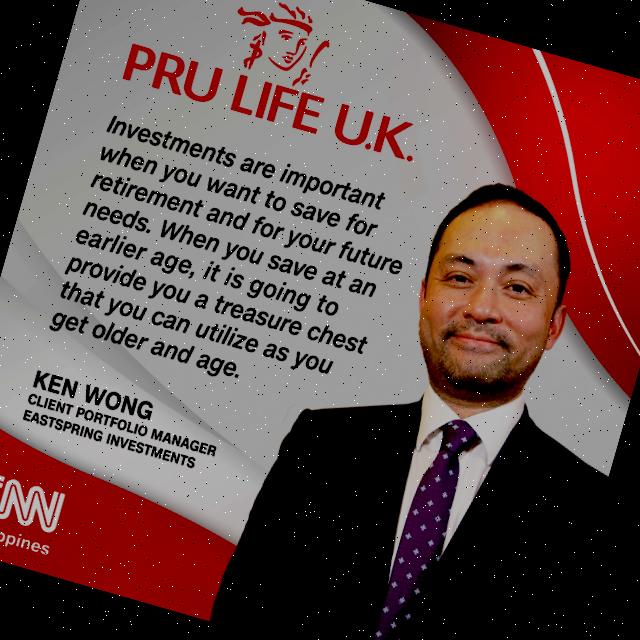 PRU LIFE U.K.
Investments are important
when you want to save for
retirement and for your future
needs. When you save at an
earlier age, it is going to
provide you a treasure chest
that you can utilize as you
get older and age.
KEN WONG
CLIENT PORTFOLIO MANAGER
EASTSPRING INVESTMENTS